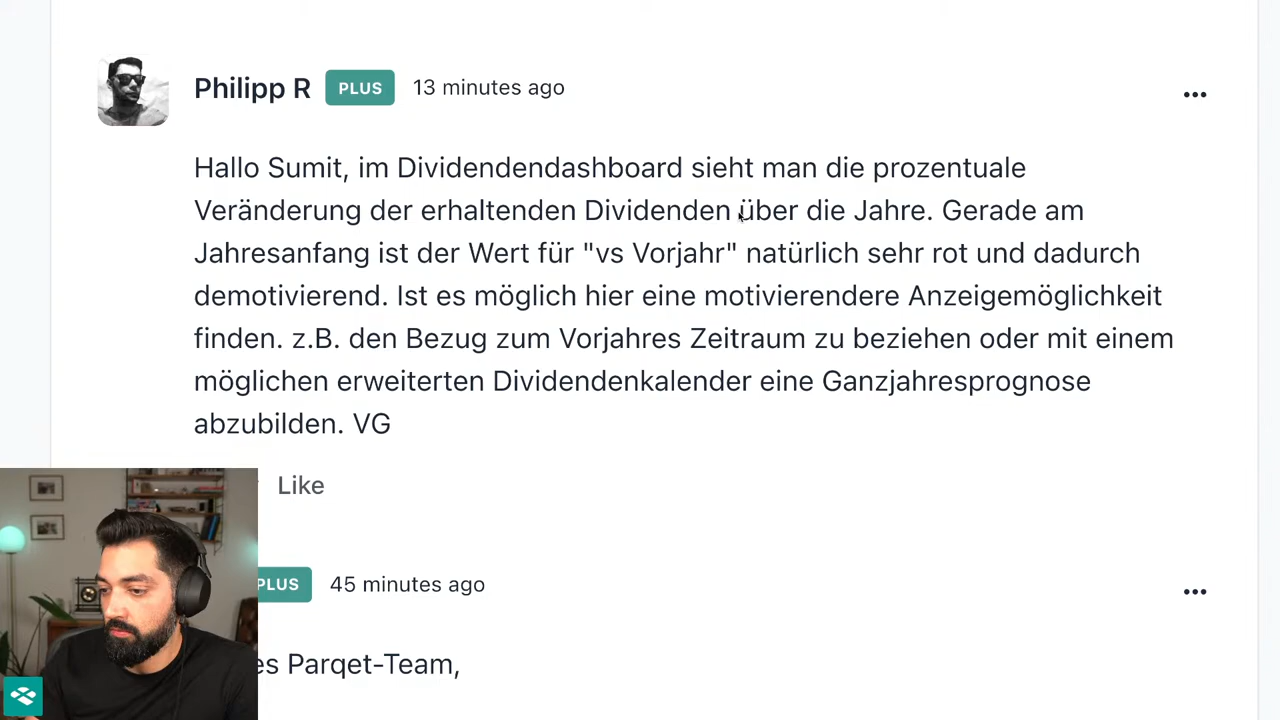 Philipp R PLUS 13 minutes ago
Hallo Sumit, im Dividendendashboard sieht man die prozentuale
Veränderung der erhaltenden Dividenden über die Jahre. Gerade am
Jahresanfang ist der Wert für "vs Vorjahr" natürlich sehr rot und dadurch
demotivierend. Ist es möglich hier eine motivierendere Anzeigemöglichkeit
finden. z.B. den Bezug zum Vorjahres Zeitraum zu beziehen oder mit einem
möglichen erweiterten Dividendenkalender eine Ganzjahresprognose
abzubilden. VG
Like
PLUS 45 minutes ago
Parqet-Team,